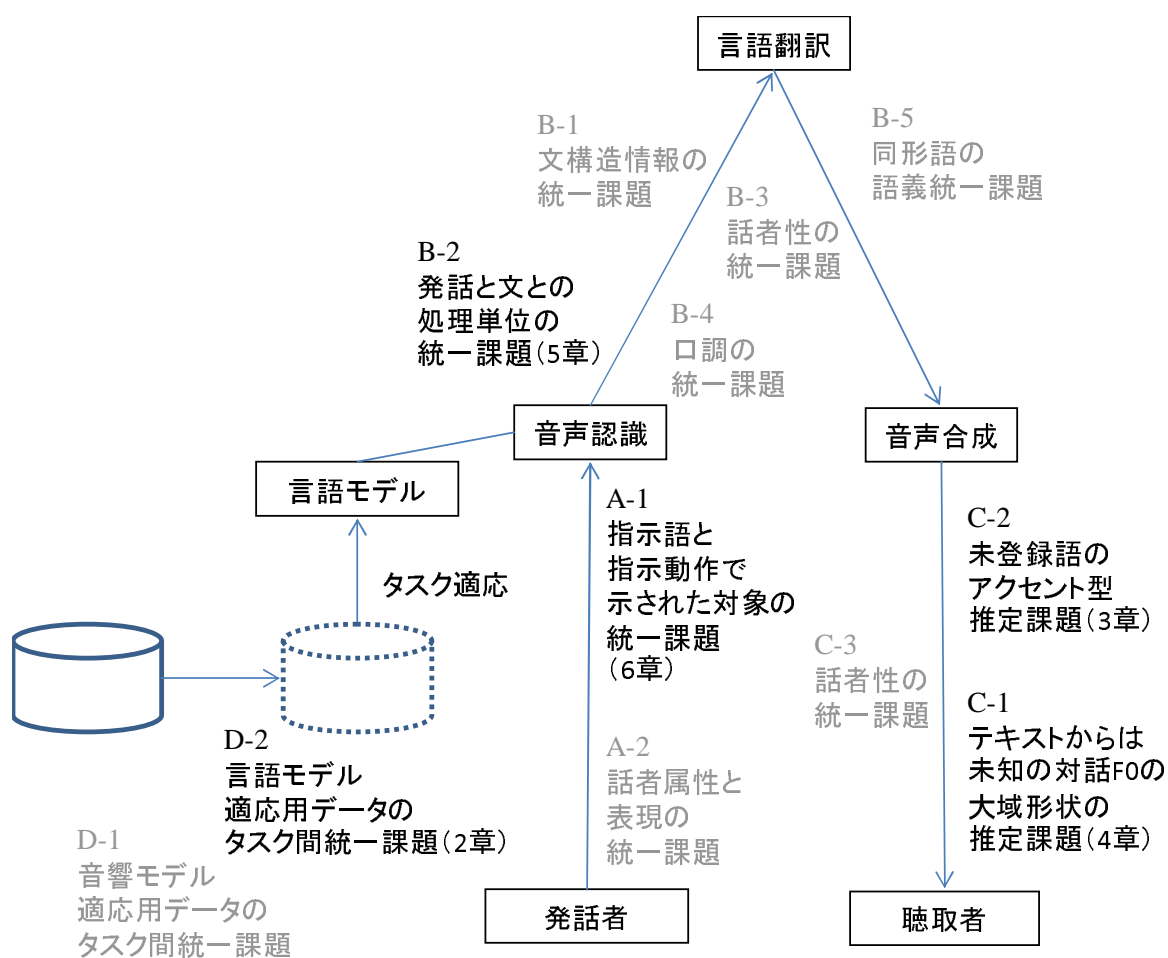 言語翻訳
B-1
文構造情報の
統一課題
B-5
同形語の
語義統一課題
B-3
話者性の
統一課題
B-2
発話と文との
処理単位の
統一課題(5章)
B-4
口調の
統一課題
音声認識
音声合成
言語モデル
タスク適応
A-1
指示語と
指示動作で
示された対象の
統一課題
(6章)
C-2
未登録語の
アクセント型
推定課題(3章)
C-3
話者性の
統一課題
C-1
テキストからは
未知の対話F0の
大域形状の
推定課題(4章)
D-2
言語モデル
適応用データの
タスク間統一課題(2章)
A-2
話者属性と
表現の
統一課題
D-1
音響モデル
適応用データの
タスク間統一課題
発話者
聴取者